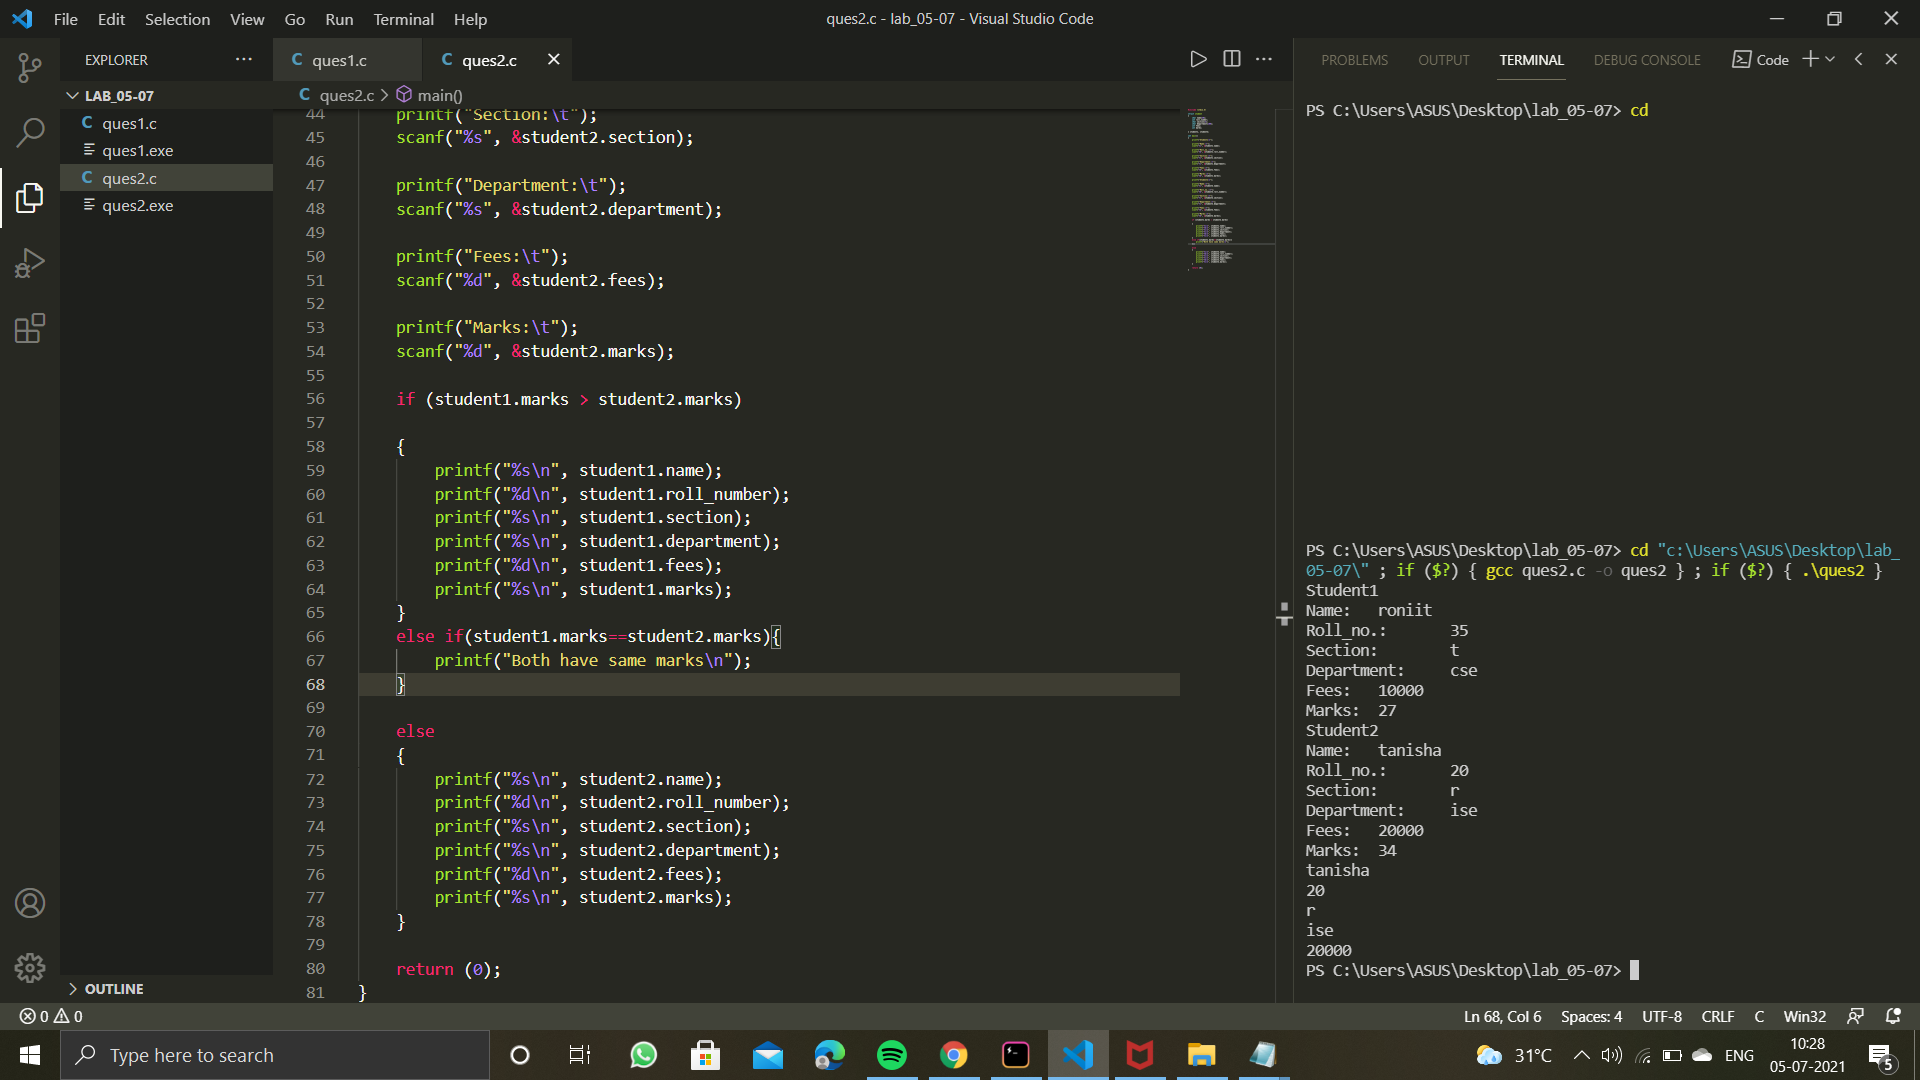 File Edit Selection View Go Run Terminal Help
ques2.c - lab_05-07 - Visual Studio Code
EXPLORER
LAB_05-07
C ques1.c
ques1.exe
C ques2.c
ques2.exe
OUTLINE
C ques1.c C ques2.c
C ques2.c > main()
44 printf("Section:\t");
45 scanf("%s", &student2.section);
46
47 printf("Department:\t");
48 scanf("%s", &student2.department);
49
50 printf("Fees:\t");
51 scanf("%d", &student2.fees);
52
53 printf("Marks:\t");
54 scanf("%d", &student2.marks);
55
56 if (student1.marks > student2.marks)
57
58 {
59 printf("%s\n", student1.name);
60 printf("%d\n", student1.roll_number);
61 printf("%s\n", student1.section);
62 printf("%s\n", student1.department);
63 printf("%d\n", student1.fees);
64 printf("%s\n", student1.marks);
65 }
66 else if(student1.marks==student2.marks){
67 printf("Both have same marks\n");
68 }
69
70 else
71 {
72 printf("%s\n", student2.name);
73 printf("%d\n", student2.roll_number);
74 printf("%s\n", student2.section);
75 printf("%s\n", student2.department);
76 printf("%d\n", student2.fees);
77 printf("%s\n", student2.marks);
78 }
79
80 return (0);
81 }
PROBLEMS OUTPUT TERMINAL DEBUG CONSOLE Code
PS C:\Users\ASUS\Desktop\lab_05-07> cd
PS C:\Users\ASUS\Desktop\lab_05-07> cd "c:\Users\ASUS\Desktop\lab_
05-07\" ; if ($?) { gcc ques2.c -o ques2 } ; if ($?) { .\ques2 }
Student1
Name: roniit
Roll_no.: 35
Section: t
Department: cse
Fees: 10000
Marks: 27
Student2
Name: tanisha
Roll_no.: 20
Section: r
Department: ise
Fees: 20000
Marks: 34
tanisha
20
r
ise
20000
PS C:\Users\ASUS\Desktop\lab_05-07>
0 0
Ln 68, Col 6 Spaces: 4 UTF-8 CRLF C Win32
Type here to search
31°C ENG
10:28
05-07-2021
5